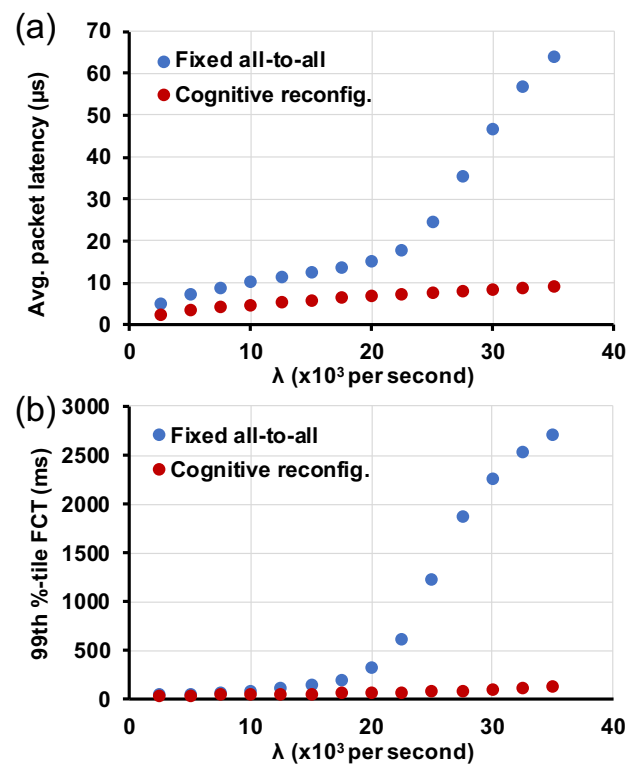 (a)
70
60
50
40
30
20
10
0
Avg. packet latency (µs)
Fixed all-to-all
Cognitive reconfig.
0 10 20 30 40
λ (x10³ per second)
(b)
3000
2500
2000
1500
1000
500
0
99th %-tile FCT (ms)
Fixed all-to-all
Cognitive reconfig.
0 10 20 30 40
λ (x10³ per second)